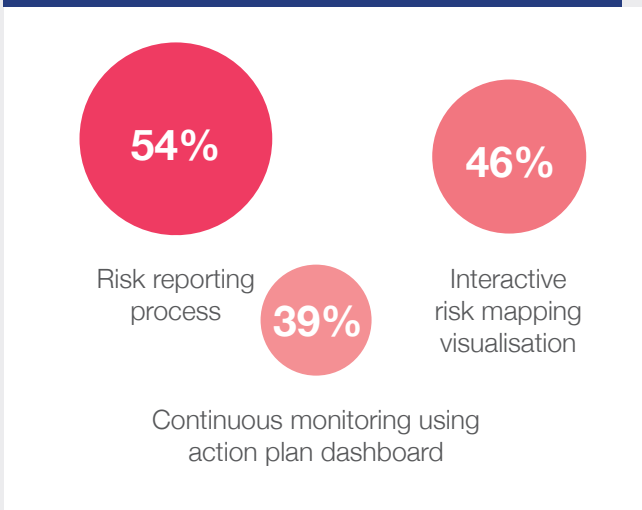 54%
Risk reporting
process
46%
Interactive
risk mapping
visualisation
39%
Continuous monitoring using
action plan dashboard